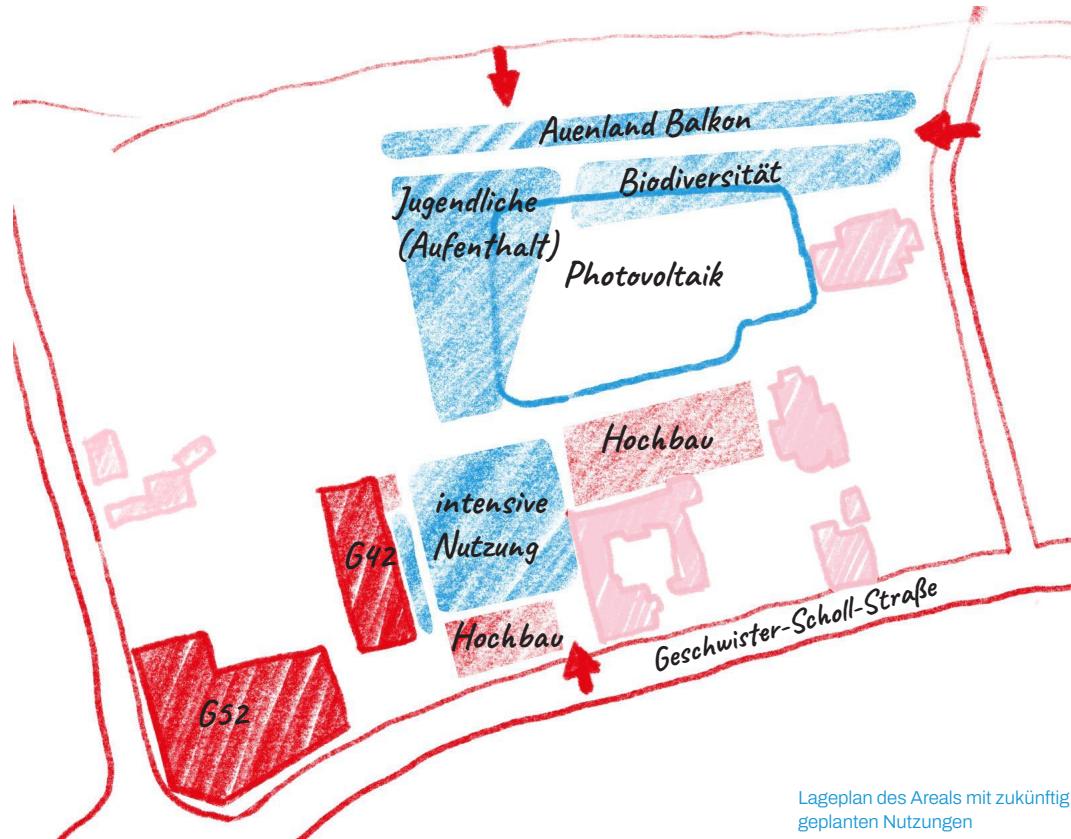 Auenland Balkon
Biodiversität
Jugendliche
(Aufenthalt)
Photovoltaik
Hochbau
intensive
Nutzung
G42
Hochbau
Geschwister-Scholl-Straße
G52
Lageplan des Areals mit zukünftig
geplanten Nutzungen